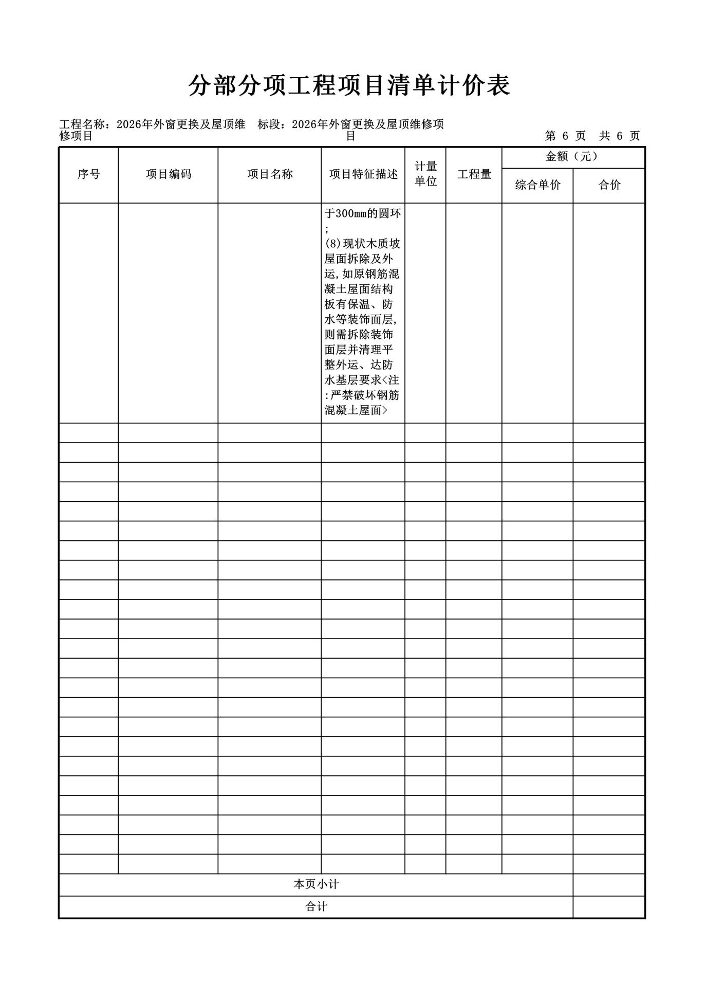 分部分项工程项目清单计价表
工程名称：2026年外窗更换及屋顶维
修项目
标段：2026年外窗更换及屋顶维修项
目
第 6 页 共 6 页
序号
项目编码
项目名称
项目特征描述
计量
单位
工程量
金额（元）
综合单价
合价
于300mm的圆环
;
(8)现状木质坡
屋面拆除及外
运,如原钢筋混
凝土屋面结构
板有保温、防
水等装饰面层,
则需拆除装饰
面层并清理平
整外运、达防
水基层要求<注
:严禁破坏钢筋
混凝土屋面>
本页小计
合计